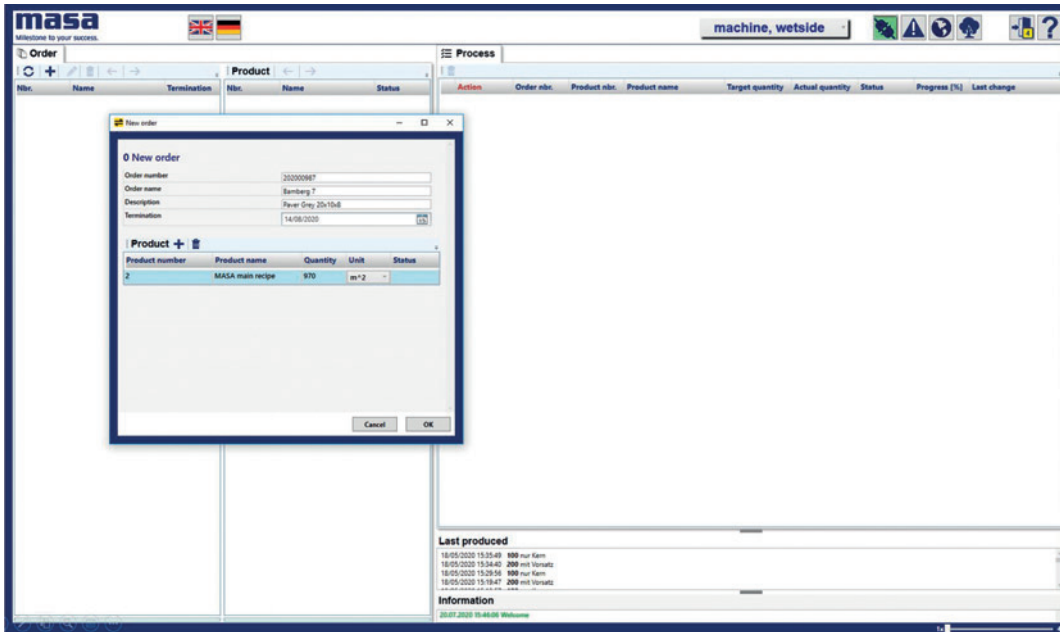 masa
Milestone to your success.
machine, wetside
4
?
Order
Process
Product
Nbr. Name Termination
Nbr. Name Status
Action Order nbr. Product nbr. Product name Target quantity Actual quantity Status Progress [%] Last change
New order
0 New order
Order number 202000987
Order name Bamberg 7
Description Paver Grey 20x10x8
Termination 14/08/2020
Product
Product number Product name Quantity Unit Status
2 MASA main recipe 970 m^2
Cancel OK
Last produced
18/05/2020 15:35:49 100 nur Kern
18/05/2020 15:34:40 200 mit Vorsatz
18/05/2020 15:29:56 100 nur Kern
18/05/2020 15:19:47 200 mit Vorsatz
Information
20.07.2020 15:46:06 Welcome